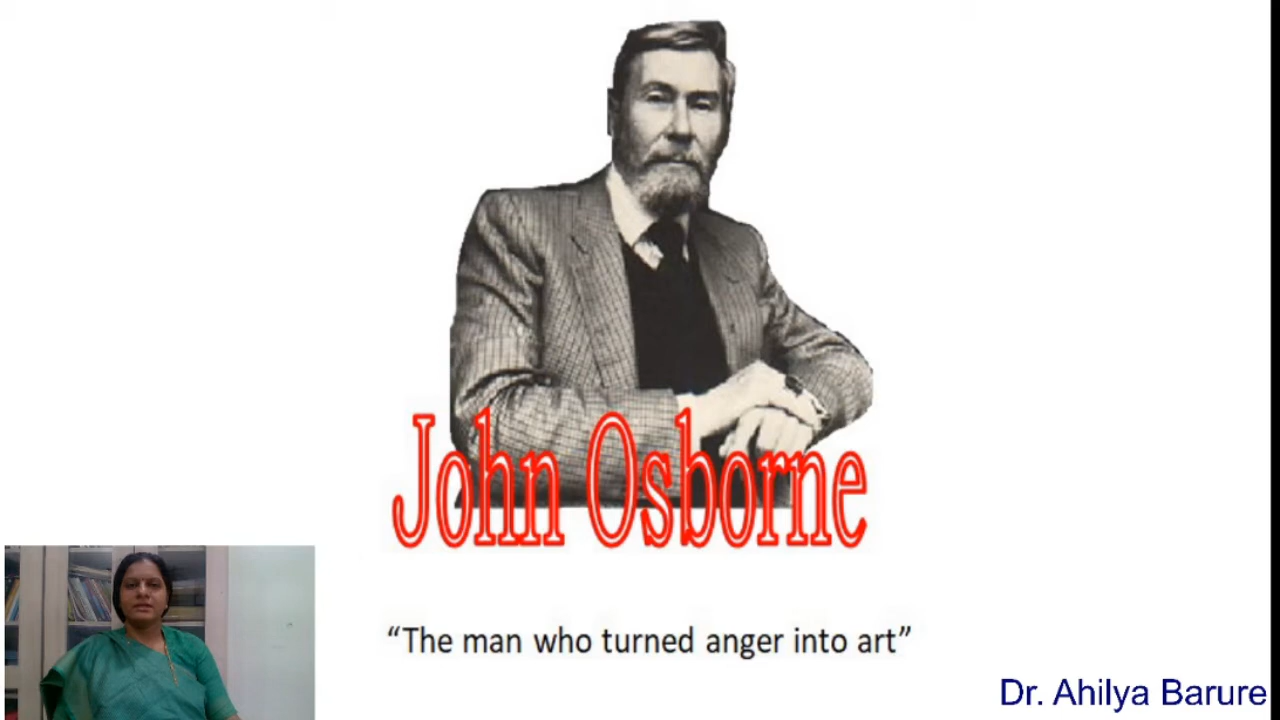 John Osborne
“The man who turned anger into art”
Dr. Ahilya Barure